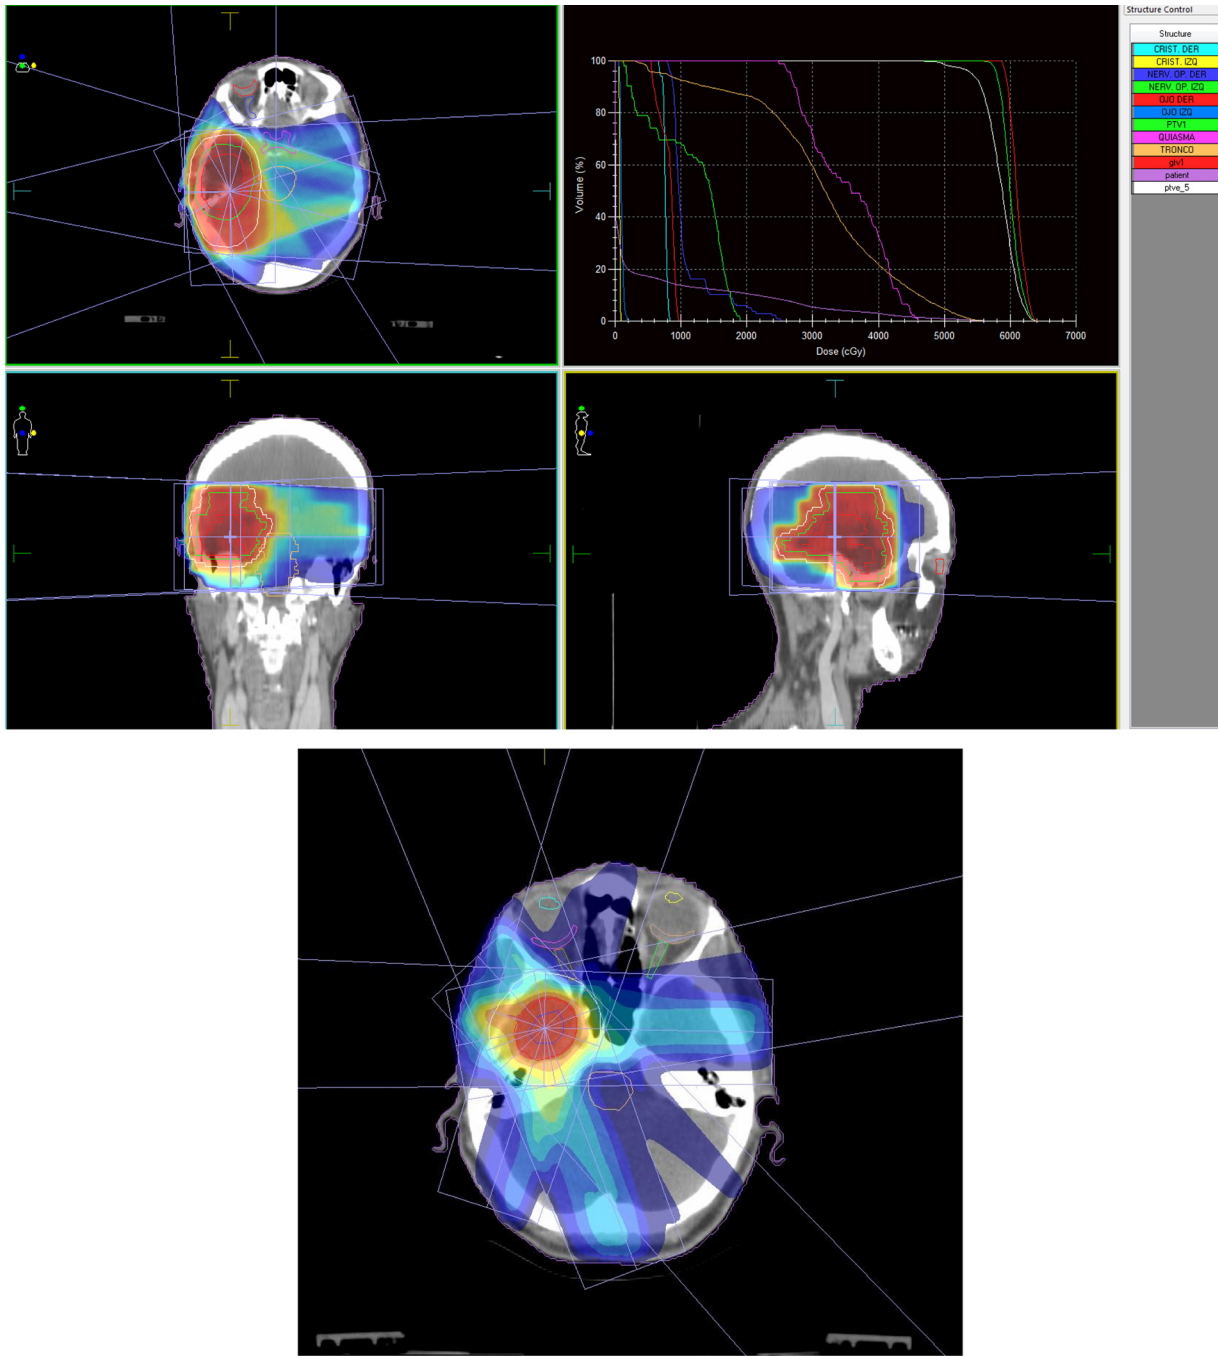 Structure Control
Structure
CRIST. DER
CRIST. IZQ
NERV. OP. DER
NERV. OP. IZQ
OJO DER
OJO IZQ
PTV1
QUIASMA
TRONCO
gtv1
patient
ptve_5
Volume (%)
100
80
60
40
20
0
0 1000 2000 3000 4000 5000 6000 7000
Dose (cGy)